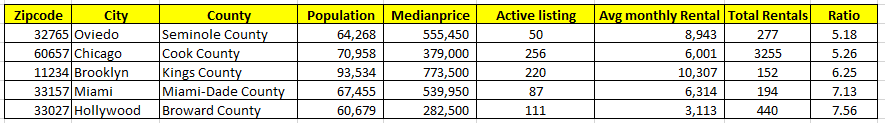 Zipcode City County Population Medianprice Active listing Avg monthly Rental Total Rentals Ratio
32765 Oviedo Seminole County 64,268 555,450 50 8,943 277 5.18
60657 Chicago Cook County 70,958 379,000 256 6,001 3255 5.26
11234 Brooklyn Kings County 93,534 773,500 220 10,307 152 6.25
33157 Miami Miami-Dade County 67,455 539,950 87 6,314 194 7.13
33027 Hollywood Broward County 60,679 282,500 111 3,113 440 7.56